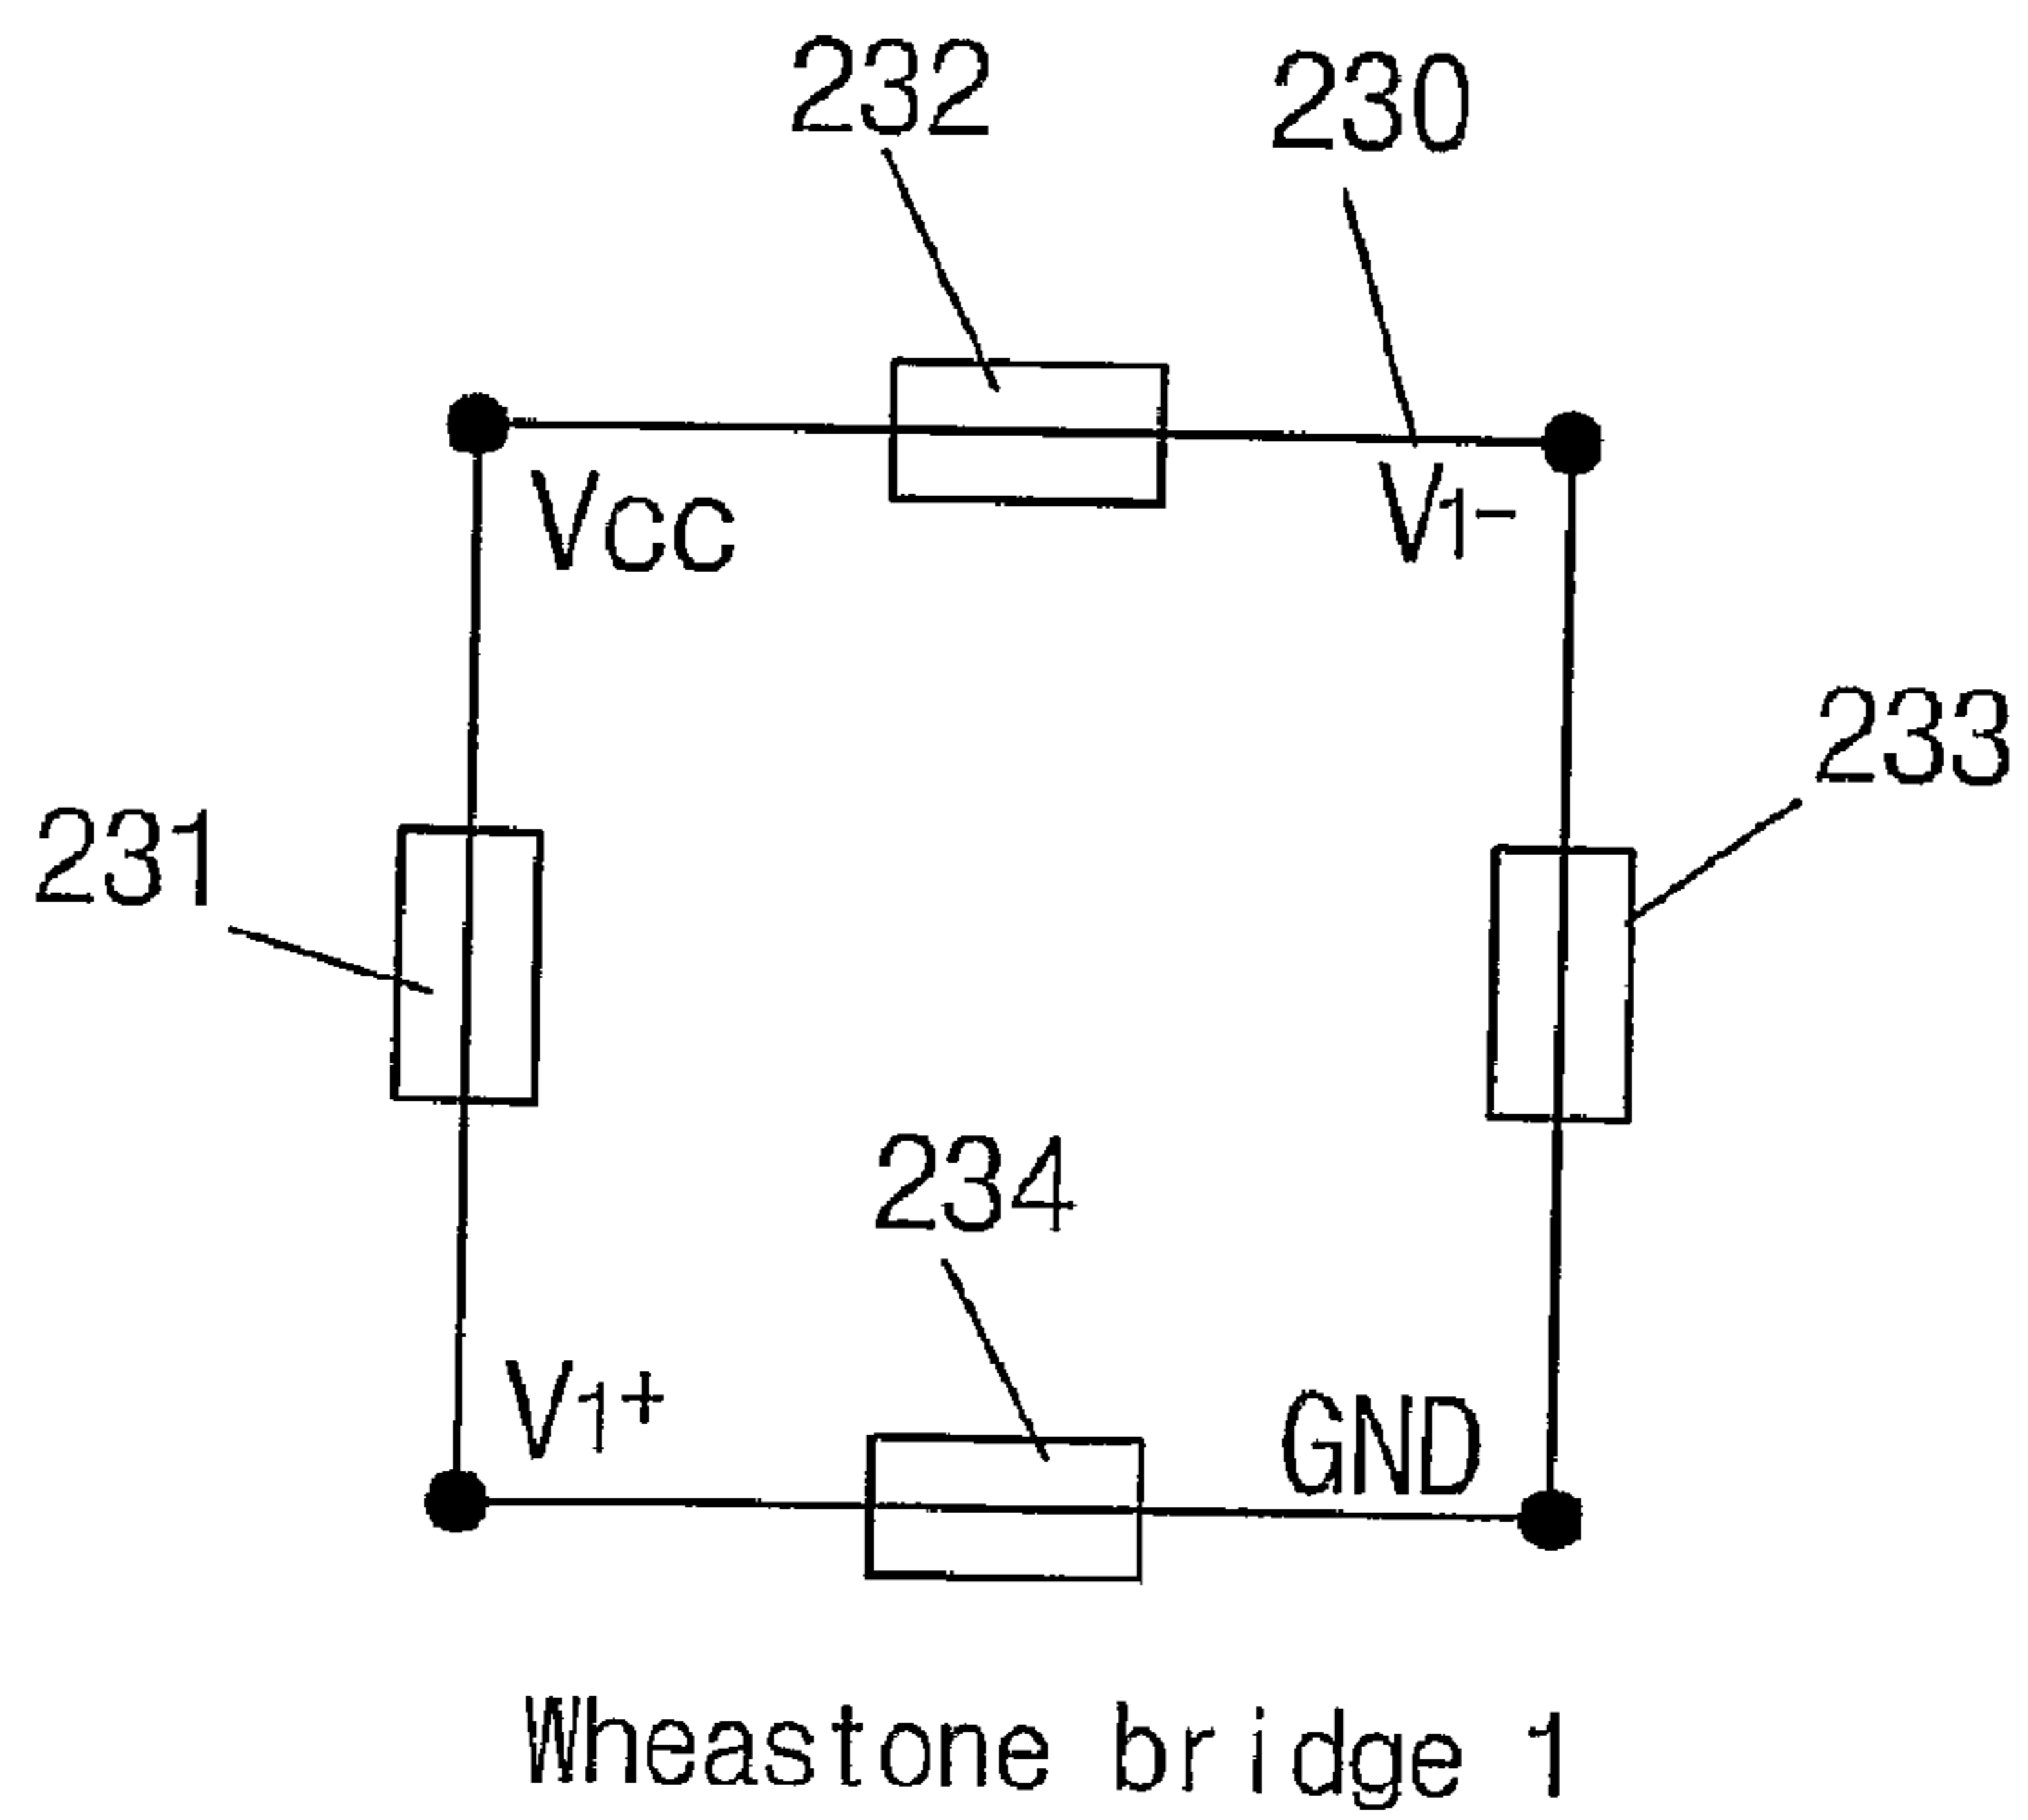 232 230
Vcc V1-
233
231
234
V1+ GND
Wheastone bridge 1